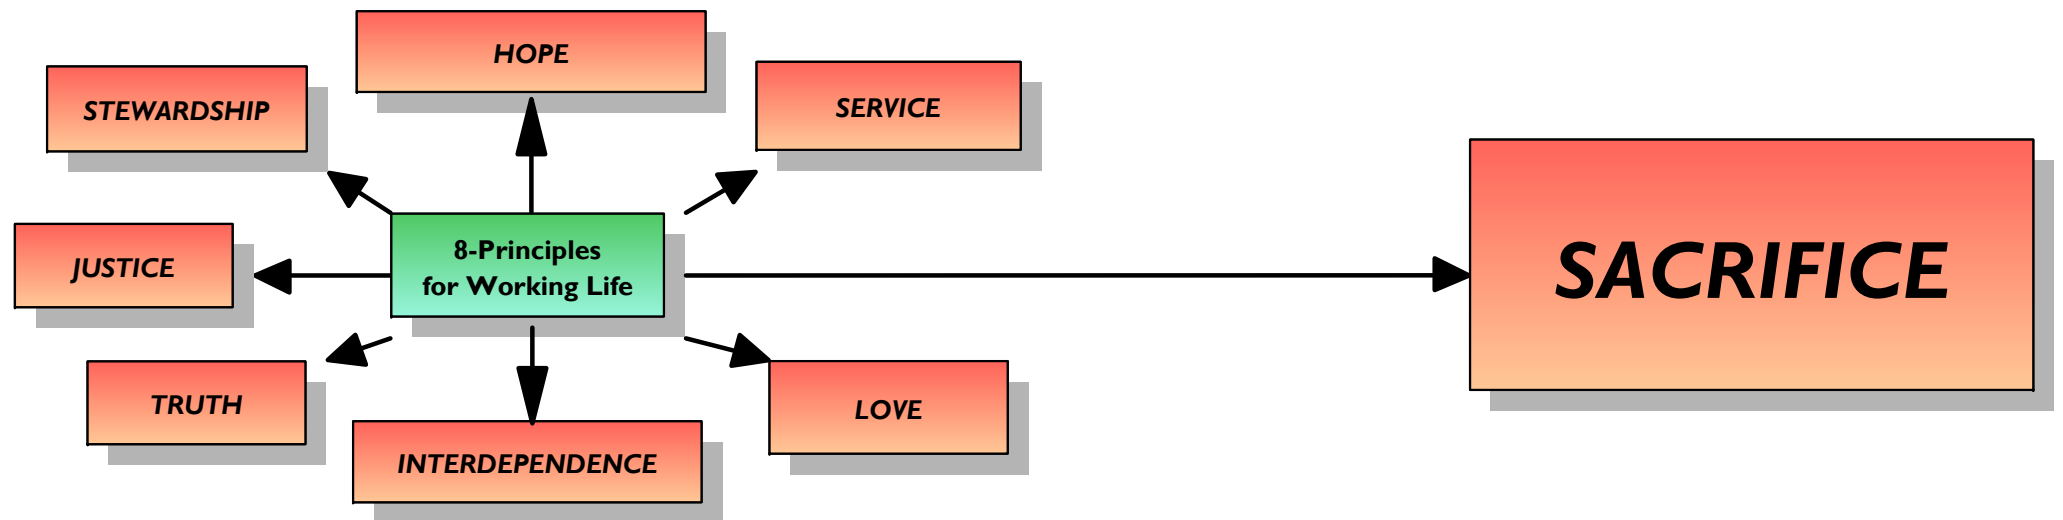 HOPE
STEWARDSHIP
SERVICE
JUSTICE
8-Principles
for Working Life
SACRIFICE
TRUTH
LOVE
INTERDEPENDENCE